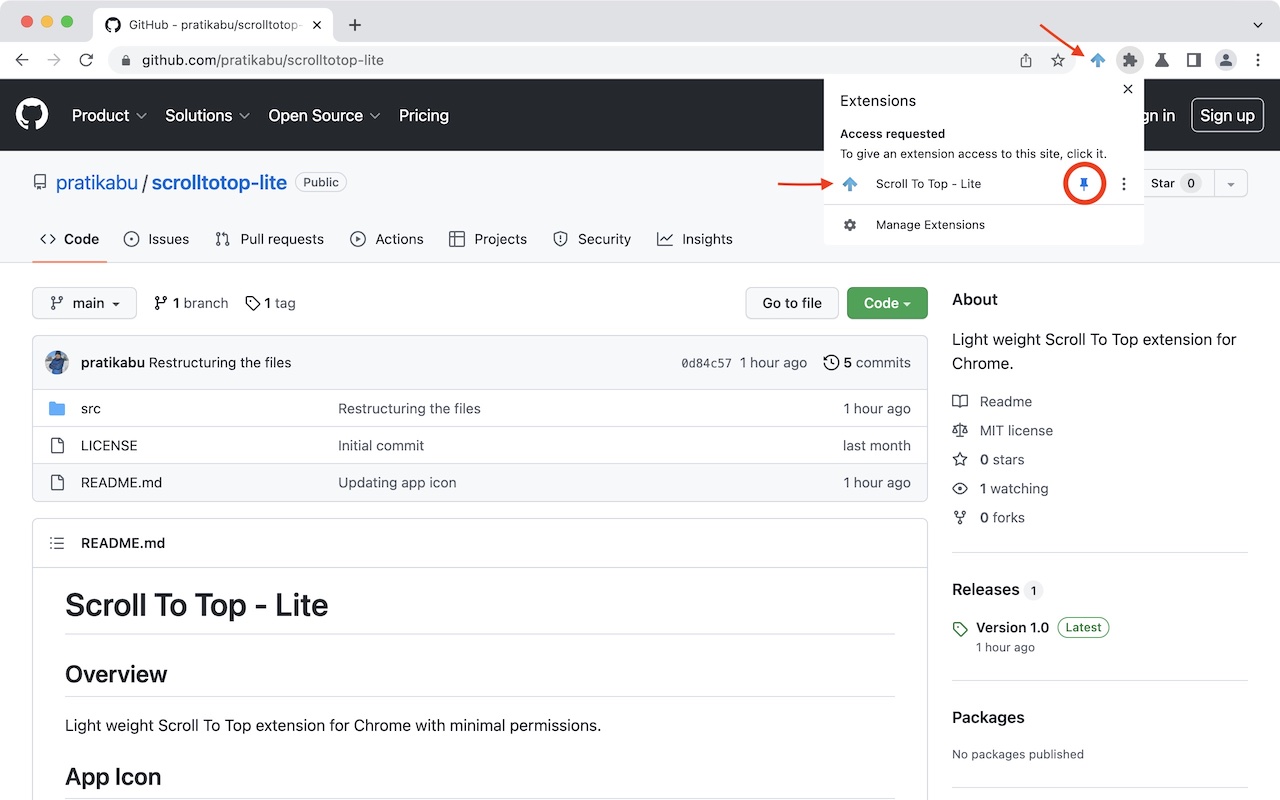 GitHub - pratikabu/scrolltotop-
github.com/pratikabu/scrolltotop-lite
Product Solutions Open Source Pricing
gn in Sign up
Extensions
Access requested
To give an extension access to this site, click it.
Scroll To Top - Lite
Manage Extensions
pratikabu / scrolltotop-lite Public
Star 0
Code Issues Pull requests Actions Projects Security Insights
main 1 branch 1 tag Go to file Code
pratikabu Restructuring the files 0d84c57 1 hour ago 5 commits
src Restructuring the files 1 hour ago
LICENSE Initial commit last month
README.md Updating app icon 1 hour ago
README.md
Scroll To Top - Lite
Overview
Light weight Scroll To Top extension for Chrome with minimal permissions.
App Icon
About
Light weight Scroll To Top extension for
Chrome.
Readme
MIT license
0 stars
1 watching
0 forks
Releases 1
Version 1.0 Latest
1 hour ago
Packages
No packages published